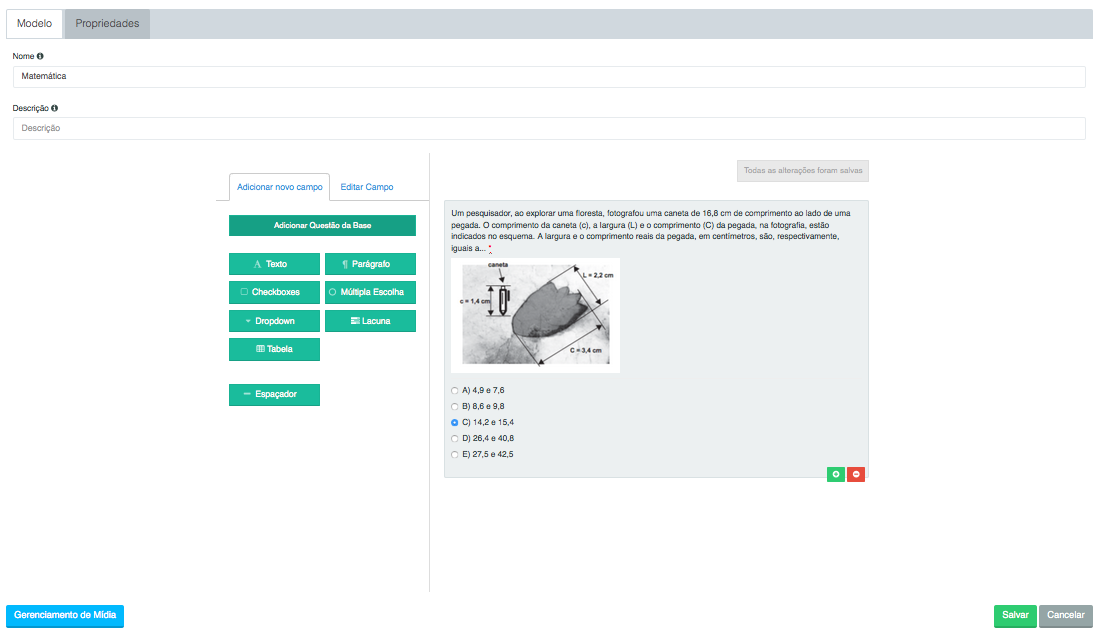 Modelo
Propriedades
Nome
Matemática
Descrição
Descrição
Adicionar novo campo
Editar Campo
Adicionar Questão da Base
A Texto
¶ Parágrafo
Checkboxes
Múltipla Escolha
Dropdown
Lacuna
Tabela
Espaçador
Todas as alterações foram salvas
Um pesquisador, ao explorar uma floresta, fotografou uma caneta de 16,8 cm de comprimento ao lado de uma
pegada. O comprimento da caneta (c), a largura (L) e o comprimento (C) da pegada, na fotografia, estão
indicados no esquema. A largura e o comprimento reais da pegada, em centímetros, são, respectivamente,
iguais a... *
caneta
L = 2,2 cm
c = 1,4 cm
C = 3,4 cm
A) 4,9 e 7,6
B) 8,6 e 9,8
C) 14,2 e 15,4
D) 26,4 e 40,8
E) 27,5 e 42,5
Gerenciamento de Mídia
Salvar
Cancelar